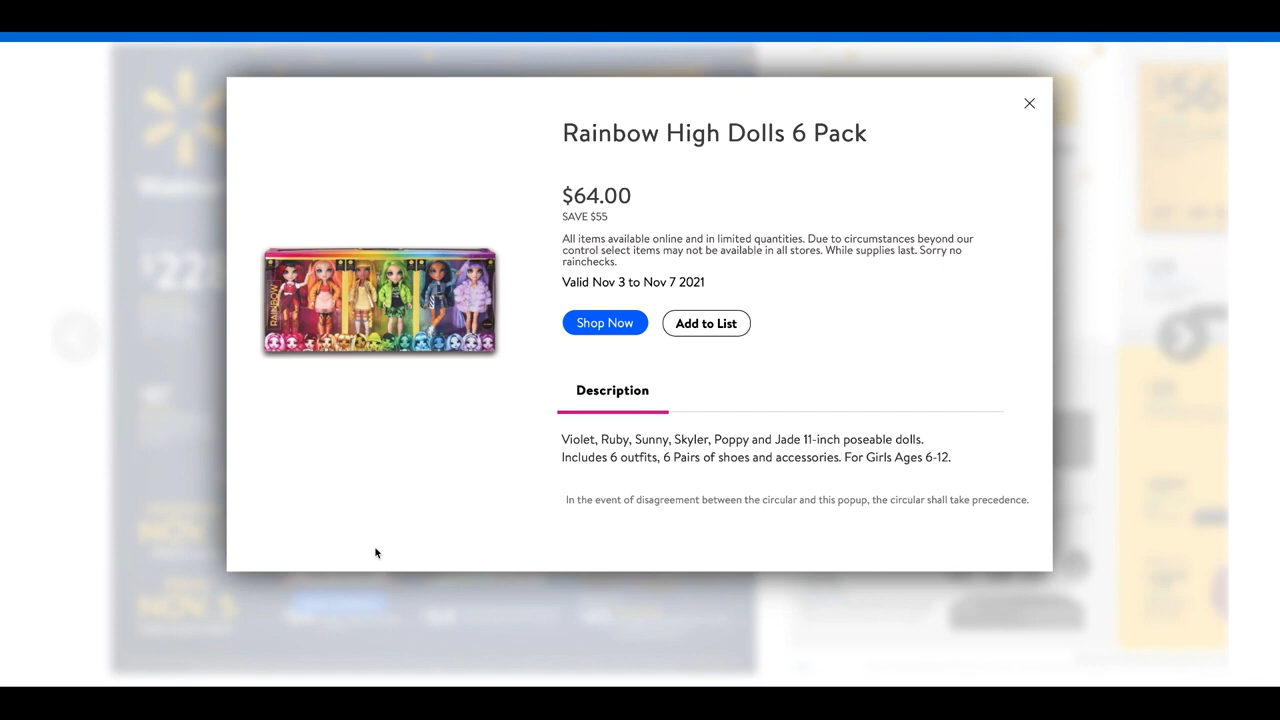 Rainbow High Dolls 6 Pack
$64.00
SAVE $55
All items available online and in limited quantities. Due to circumstances beyond our
control select items may not be available in all stores. While supplies last. Sorry no
rainchecks.
Valid Nov 3 to Nov 7 2021
Shop Now
Add to List
RAINBOW
Description
Violet, Ruby, Sunny, Skyler, Poppy and Jade 11-inch poseable dolls.
Includes 6 outfits, 6 Pairs of shoes and accessories. For Girls Ages 6-12.
In the event of disagreement between the circular and this popup, the circular shall take precedence.